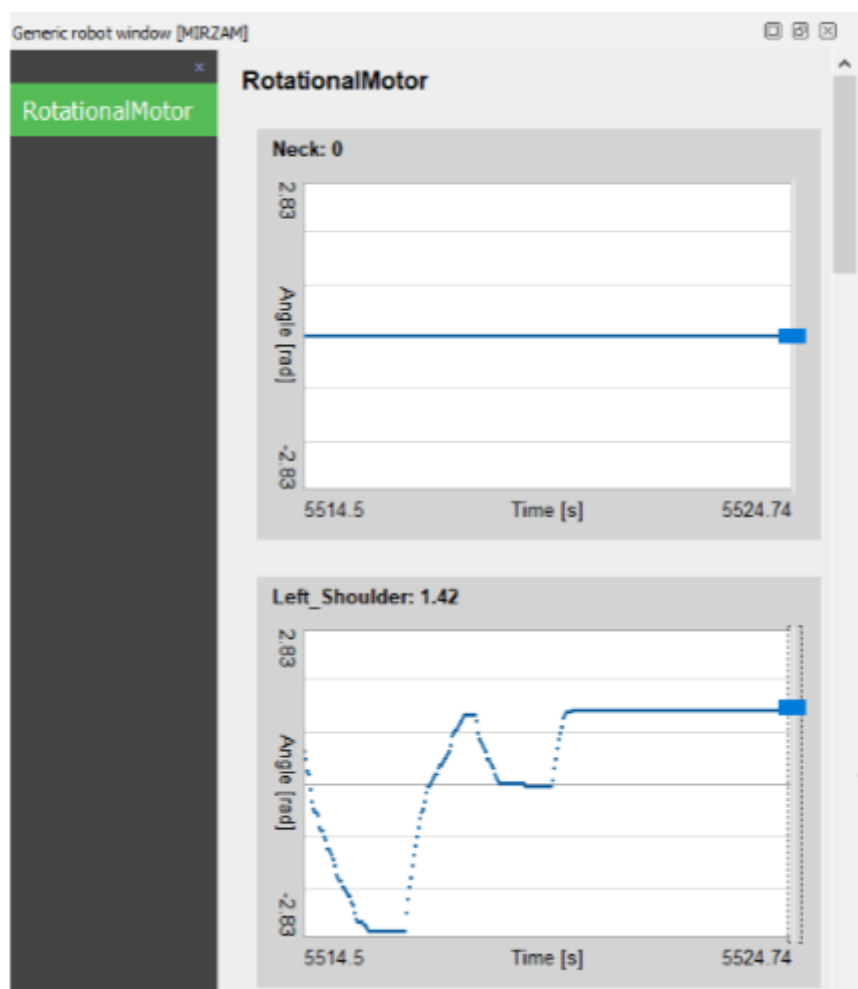 Generic robot window [MIRZAM]
RotationalMotor
RotationalMotor
Neck: 0
2.83
Angle [rad]
-2.83
5514.5 Time [s] 5524.74
Left_Shoulder: 1.42
2.83
Angle [rad]
-2.83
5514.5 Time [s] 5524.74